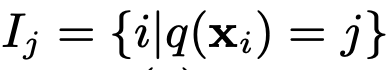 I_j = {i|q(𝐱_i) = j}